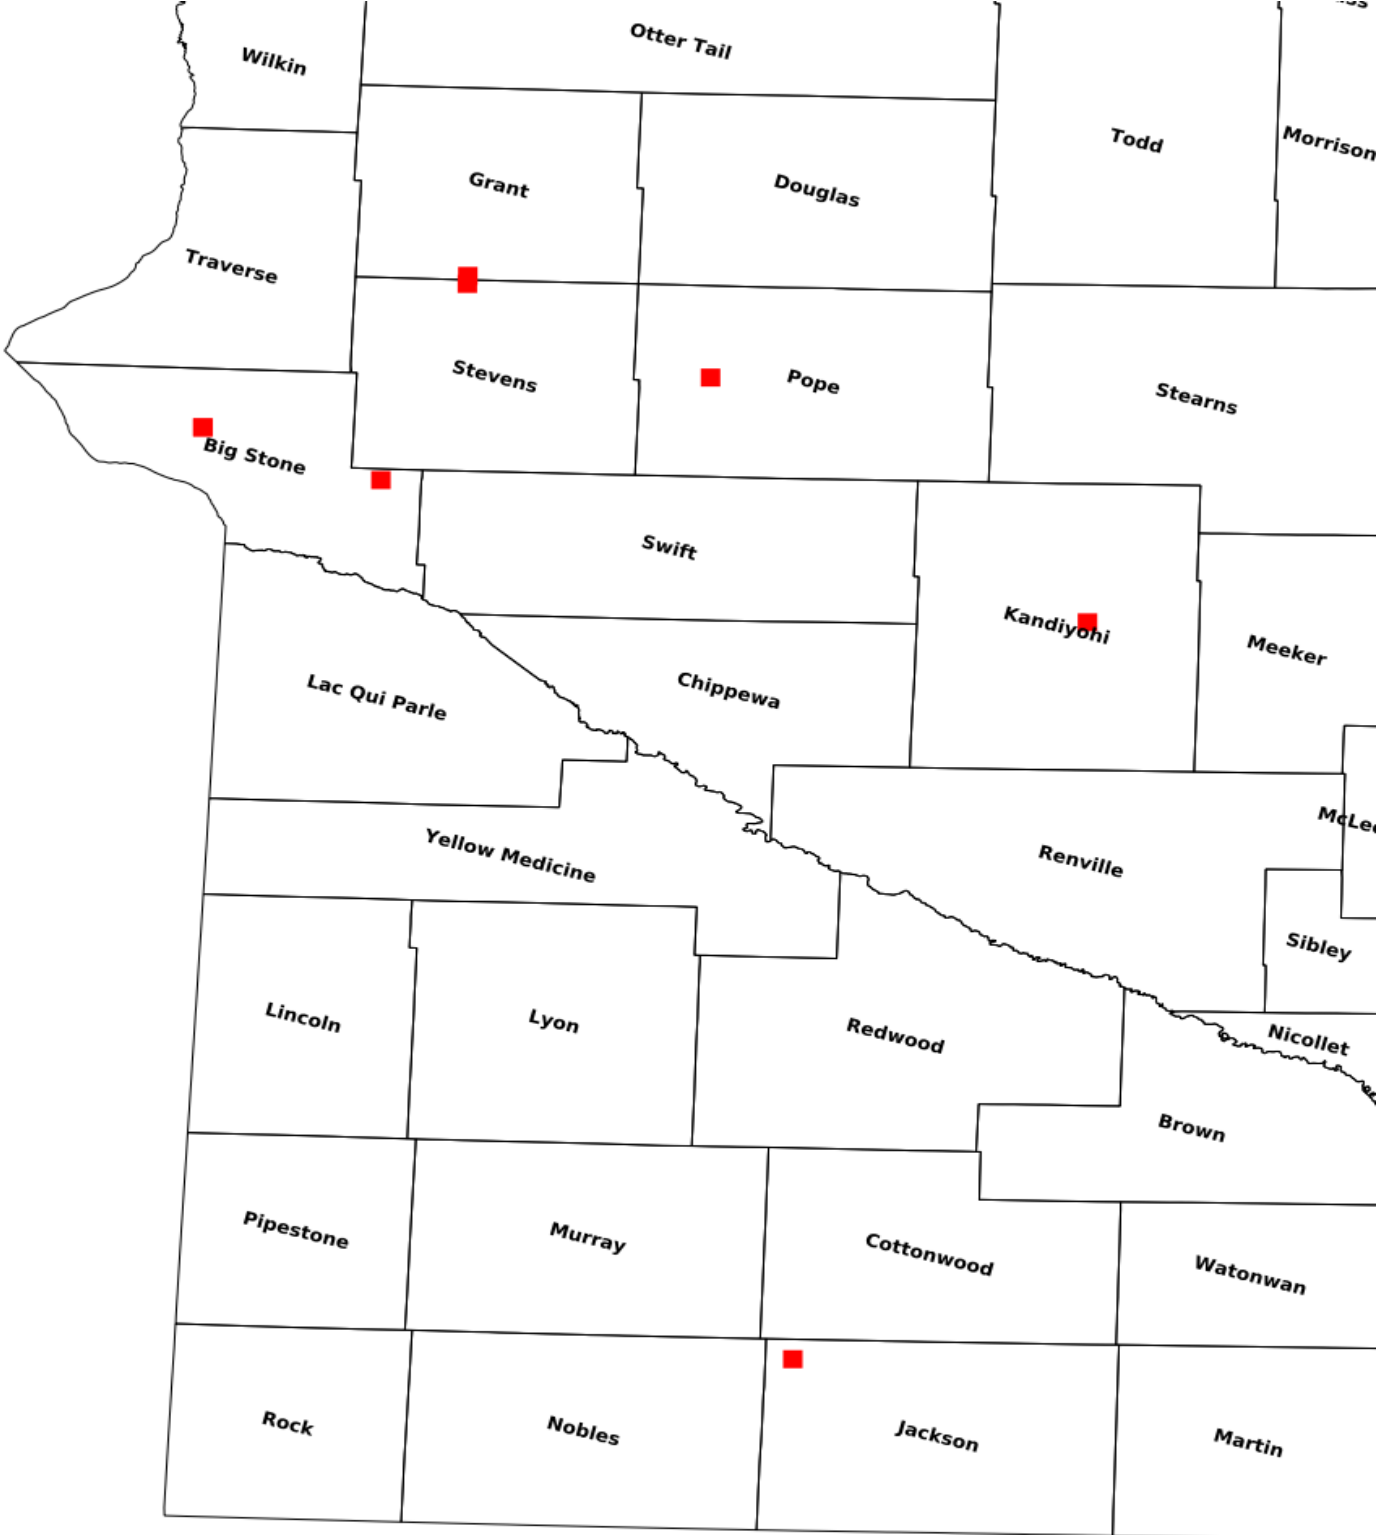 Otter Tail
Wilkin
Todd
Morrison
Grant
Douglas
Traverse
Stevens
Pope
Stearns
Big Stone
Swift
Kandiyohi
Meeker
Lac Qui Parle
Chippewa
Yellow Medicine
Renville
McLee
Sibley
Lincoln
Lyon
Redwood
Nicollet
Brown
Pipestone
Murray
Cottonwood
Watonwan
Rock
Nobles
Jackson
Martin